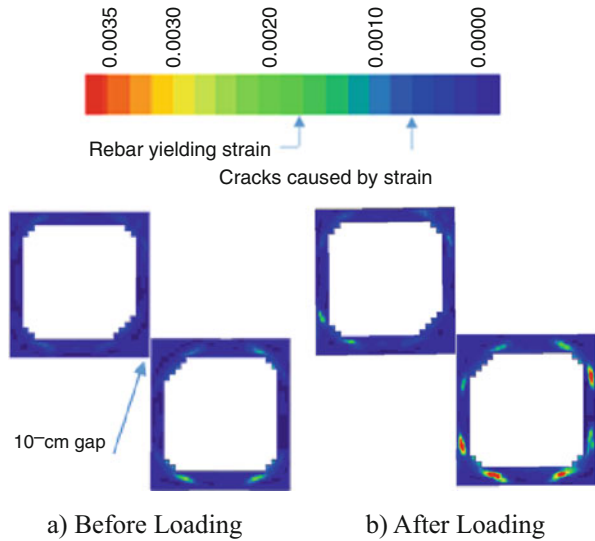 0.0035 0.0030 0.0020 0.0010 0.0000
Rebar yielding strain
Cracks caused by strain
10–cm gap
a) Before Loading b) After Loading